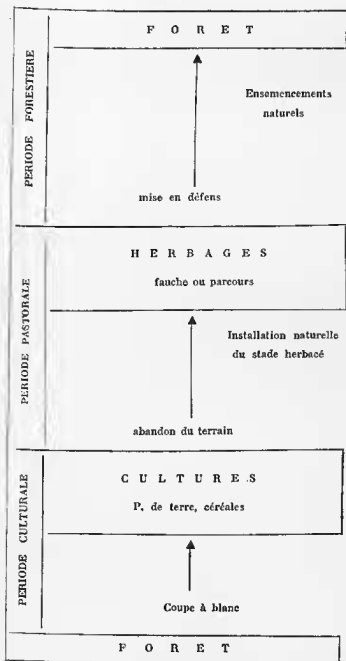 F O R E T
PERIODE FORESTIERE
Ensemencements
naturels
mise en défens
H E R B A G E S
fauche ou parcours
PERIODE PASTORALE
Installation naturelle
du stade herbacé
abandon du terrain
C U L T U R E S
P. de terre, céréales
PERIODE CULTURALE
Coupe à blanc
F O R E T